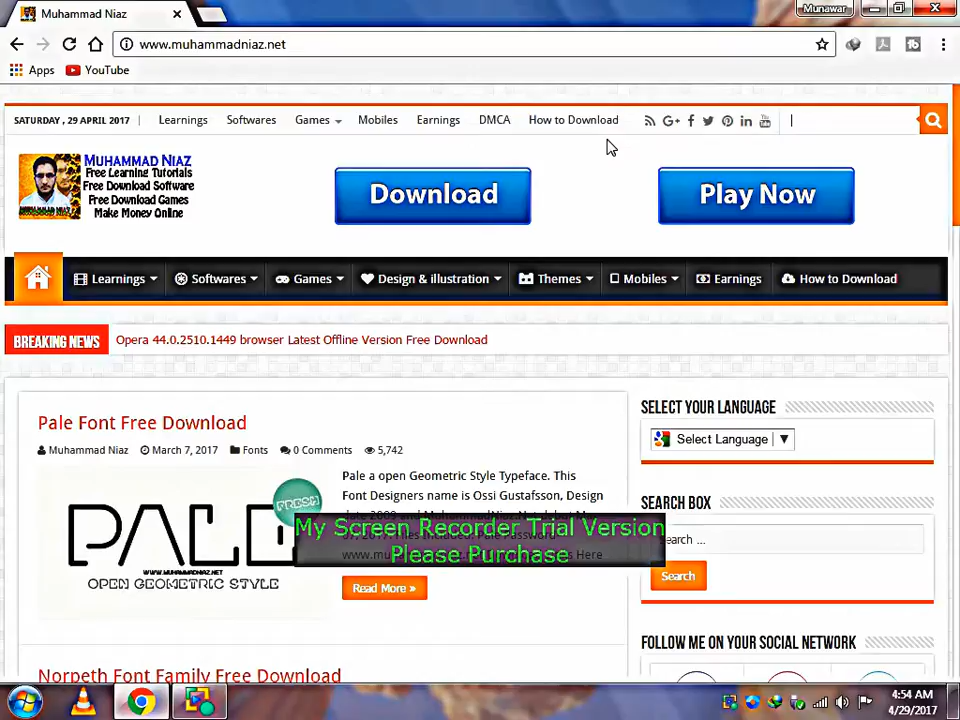 Muhammad Niaz
Munawar
www.muhammadniaz.net
Apps
YouTube
SATURDAY , 29 APRIL 2017
Learnings
Softwares
Games
Mobiles
Earnings
DMCA
How to Download
MUHAMMAD NIAZ
Free Learning Tutorials
Free Download Software
Free Download Games
Make Money Online
Download
Play Now
Learnings
Softwares
Games
Design & illustration
Themes
Mobiles
Earnings
How to Download
BREAKING NEWS
Opera 44.0.2510.1449 browser Latest Offline Version Free Download
Pale Font Free Download
Muhammad Niaz
March 7, 2017
Fonts
0 Comments
5,742
PALE
FRESH
WWW.MUHAMMADNIAZ.NET
OPEN GEOMETRIC STYLE
Pale a open Geometric Style Typeface. This
Font Designers name is Ossi Gustafsson, Design
My Screen Recorder Trial Version
Please Purchase
Read More »
SELECT YOUR LANGUAGE
Select Language
SEARCH BOX
Search
FOLLOW ME ON YOUR SOCIAL NETWORK
Norpeth Font Family Free Download
4:54 AM
4/29/2017